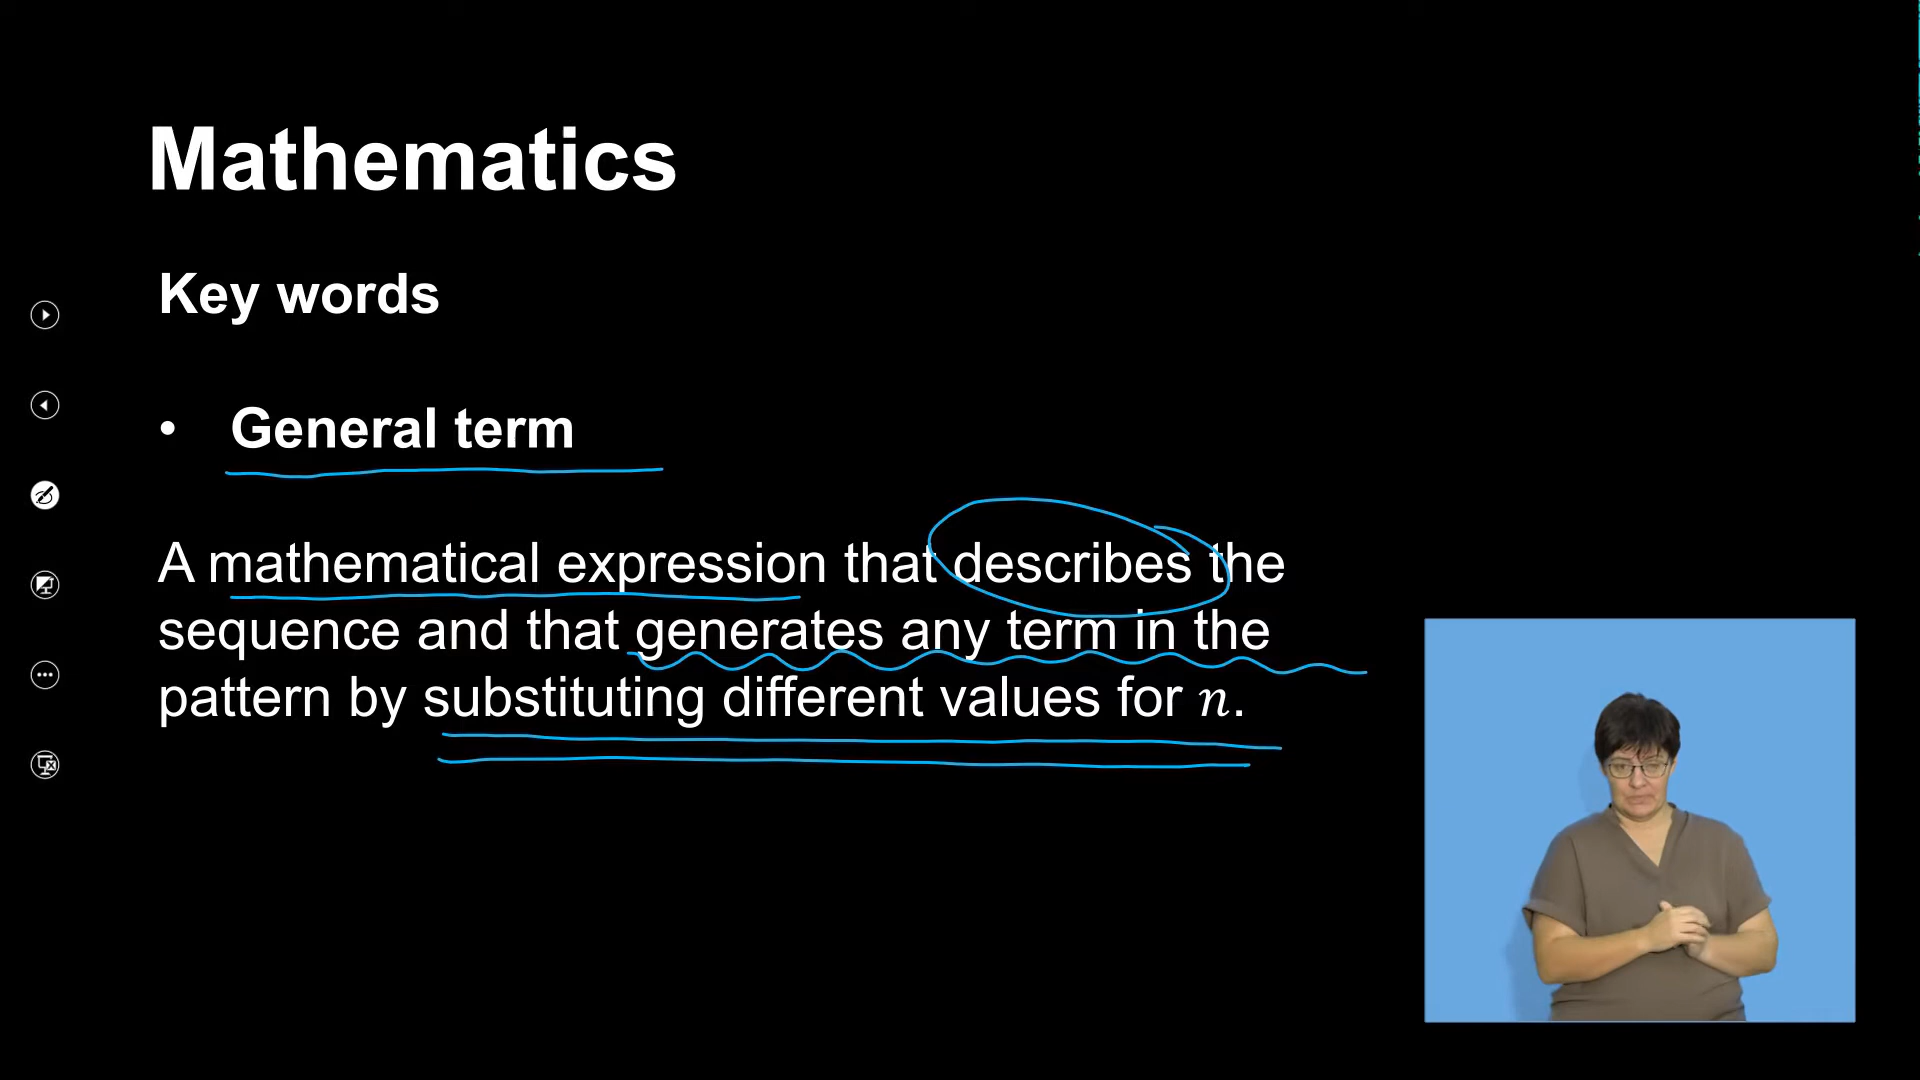 Mathematics
Key words
• General term
A mathematical expression that describes the
sequence and that generates any term in the
pattern by substituting different values for n.